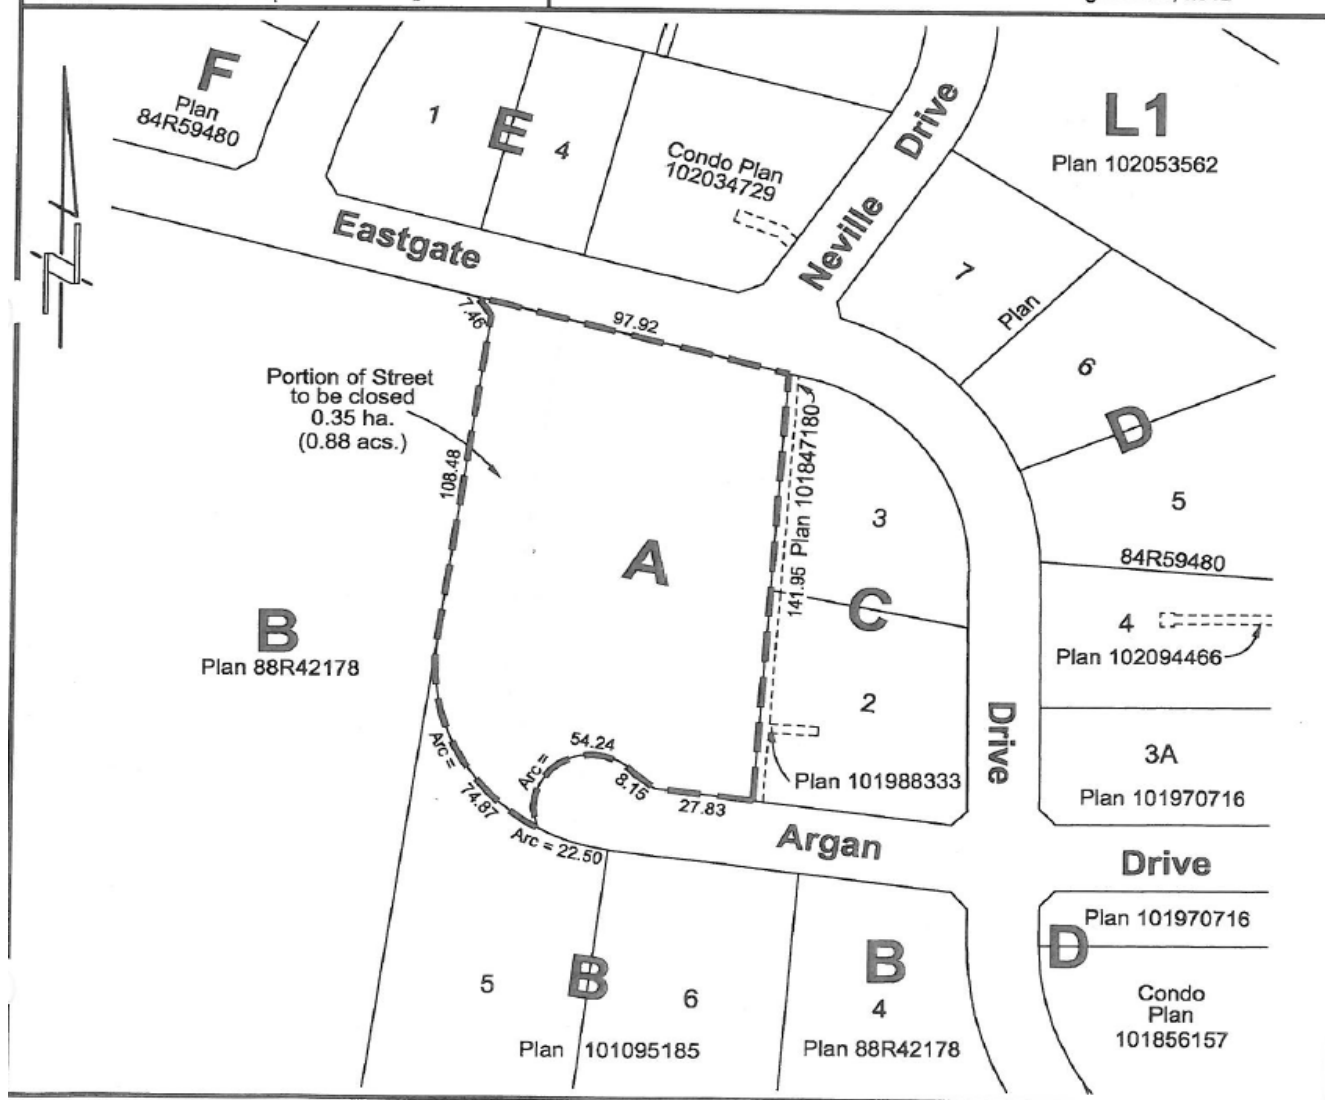 F
Plan
84R59480
1
E
4
Condo Plan
102034729
Neville Drive
L1
Plan 102053562
Eastgate
7
Plan
6
7.46
97.92
Portion of Street
to be closed
0.35 ha.
(0.88 acs.)
108.48
Plan 101847180
141.95
D
5
84R59480
3
A
C
B
Plan 88R42178
4
Plan 102094466
2
Drive
3A
Plan 101970716
Arc =
74.87
Arc =
54.24
8.15
27.83
Plan 101988333
Arc = 22.50
Argan
Drive
Plan 101970716
D
5
B
6
Plan 101095185
B
4
Plan 88R42178
Condo
Plan
101856157